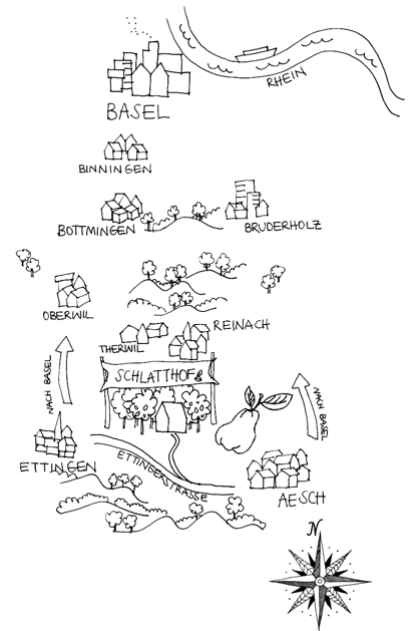 RHEIN
BASEL
BINNINGEN
BOTTMINGEN
BRUDERHOLZ
OBERWIL
REINACH
THERWIL
SCHLATTHOF
NACH BASEL
NACH BASEL
ETTINGEN
ETTINGERSTRASSE
AESCH
N